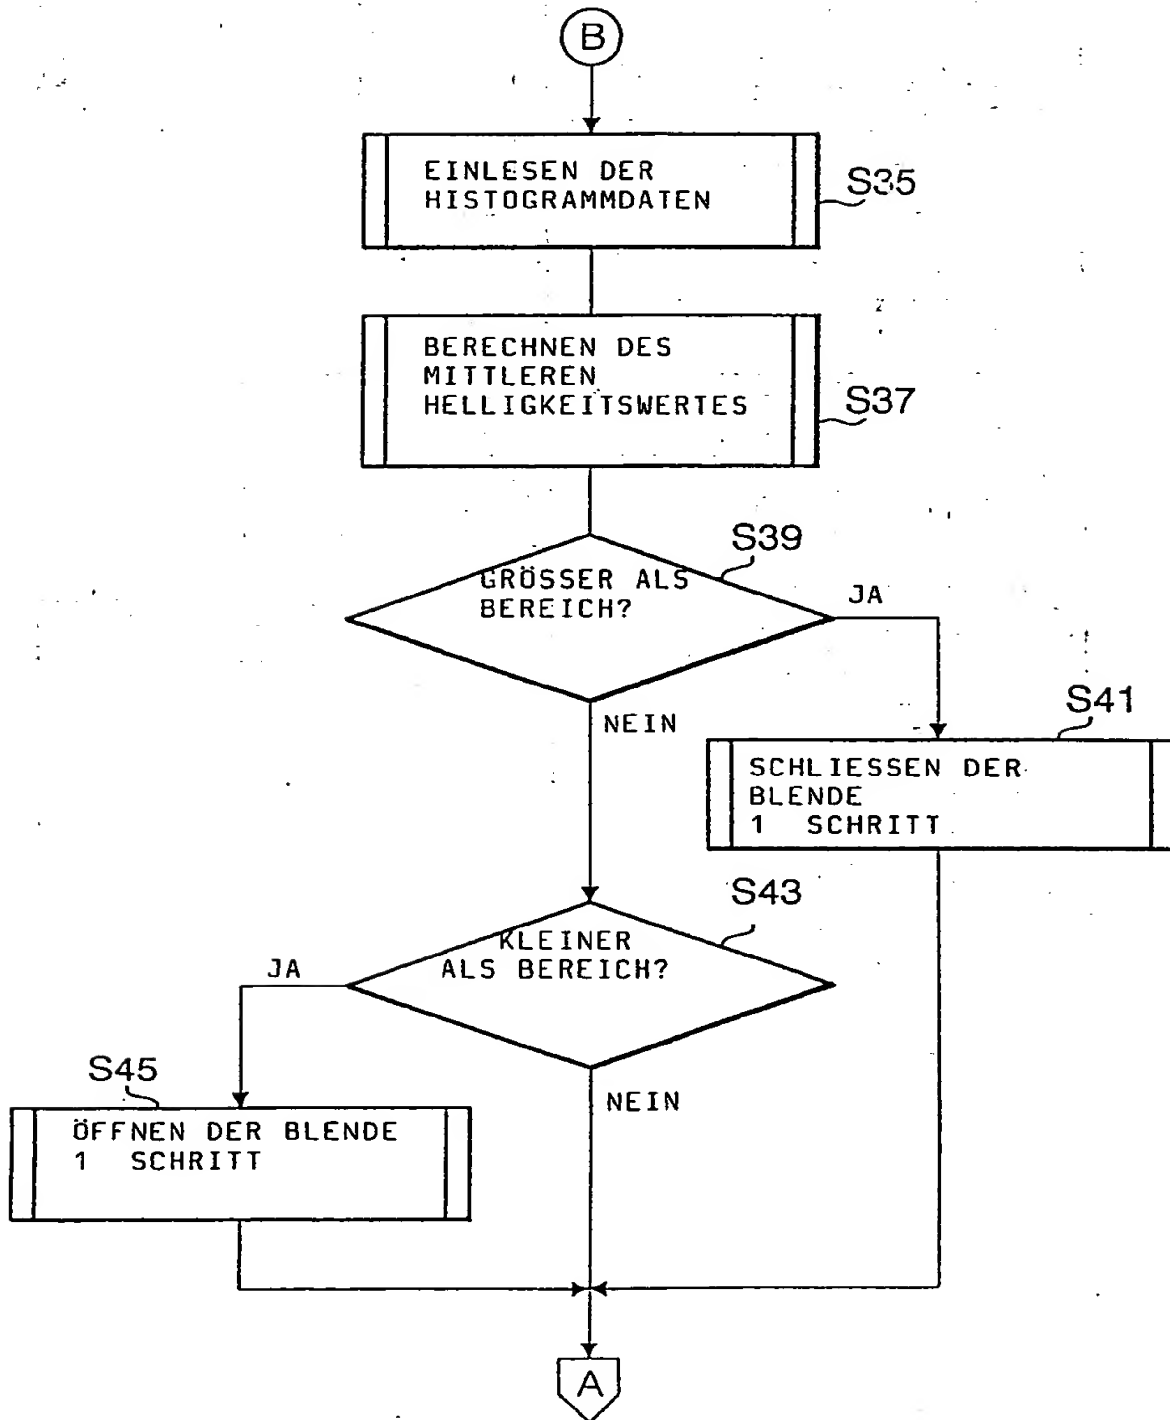 B
EINLESEN DER
HISTOGRAMMDATEN
S35
BERECHNEN DES
MITTLEREN
HELLIGKEITSWERTES
S37
S39
GRÖSSER ALS
BEREICH?
JA
NEIN
S41
SCHLIESSEN DER
BLENDE
1 SCHRITT
S43
KLEINER
ALS BEREICH?
JA
NEIN
S45
ÖFFNEN DER BLENDE
1 SCHRITT
A